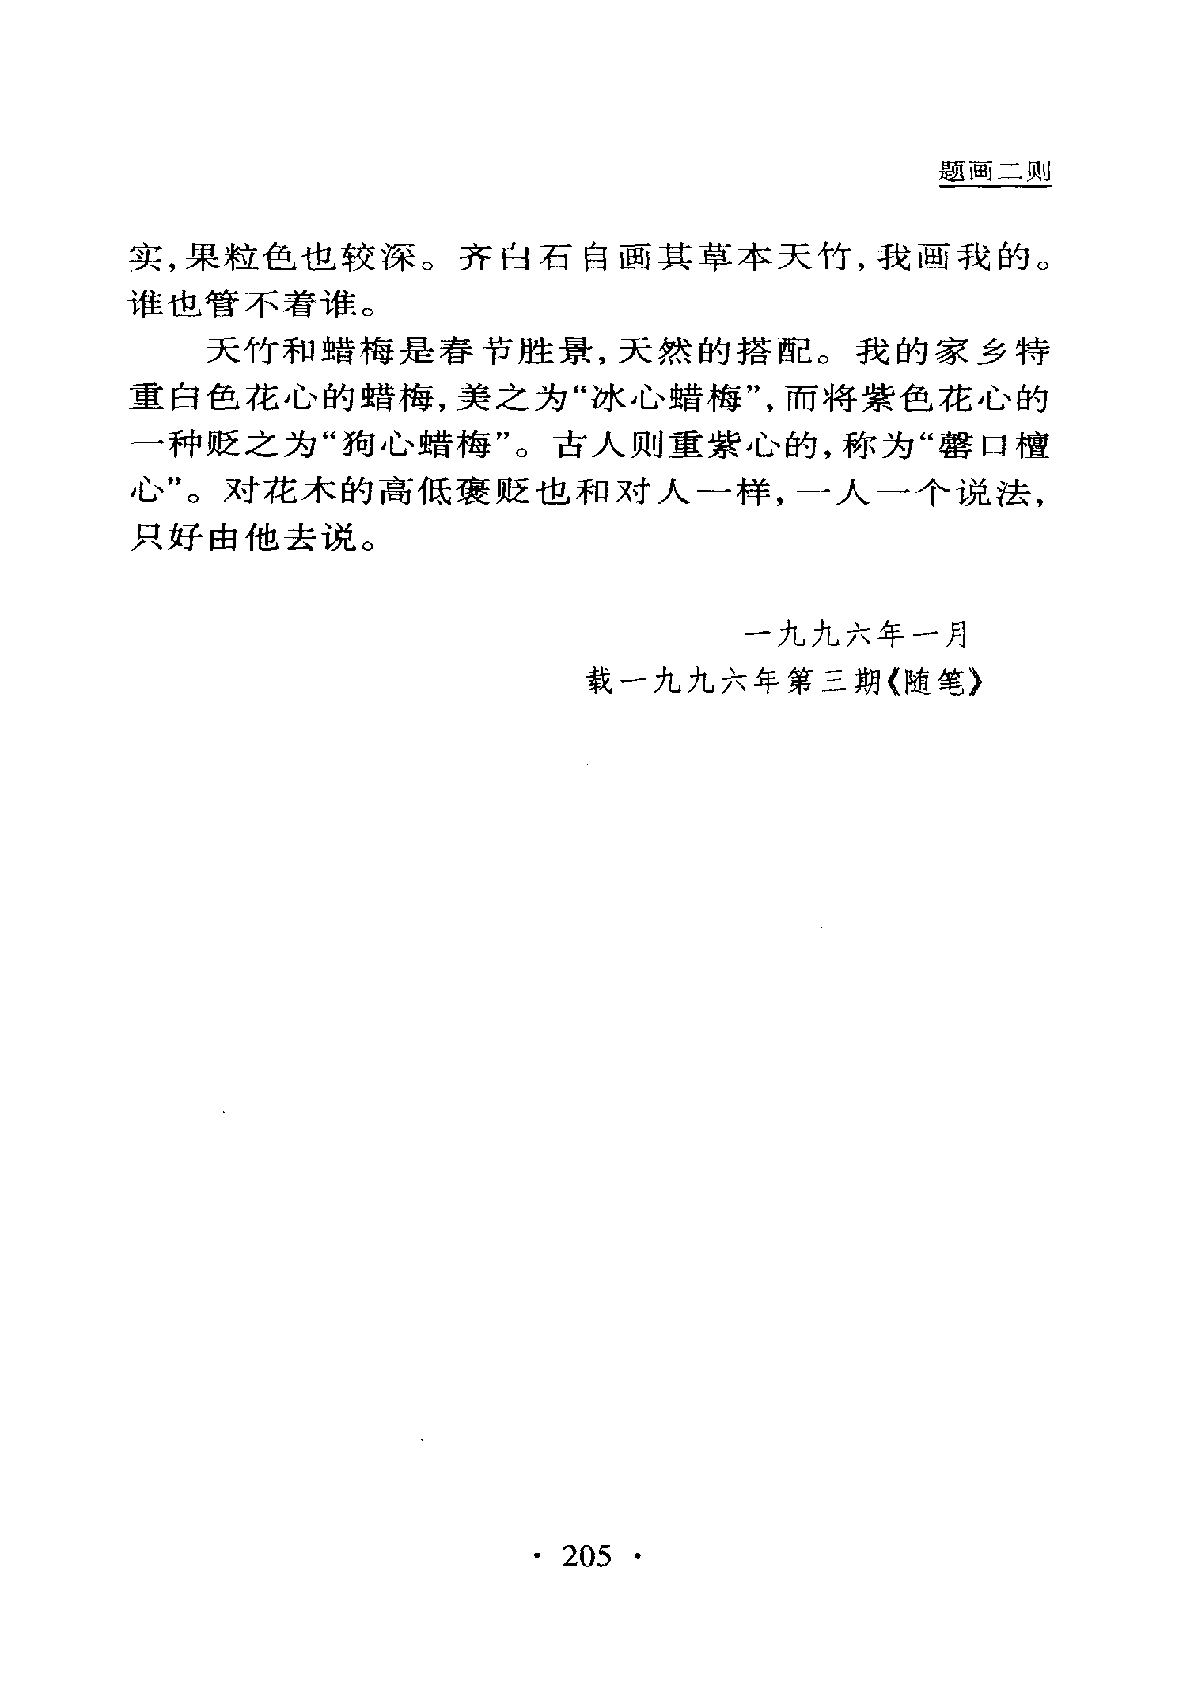 题画二则
实,果粒色也较深。齐白石自画其草本天竹,我画我的。
谁也管不着谁。
天竹和蜡梅是春节胜景,天然的搭配。我的家乡特
重白色花心的蜡梅,美之为“冰心蜡梅”,而将紫色花心的
一种贬之为“狗心蜡梅”。古人则重紫心的,称为“罄口檀
心”。对花木的高低褒贬也和对人一样,一人一个说法,
只好由他去说。
一九九六年一月
载一九九六年第三期《随笔》
· 205 ·